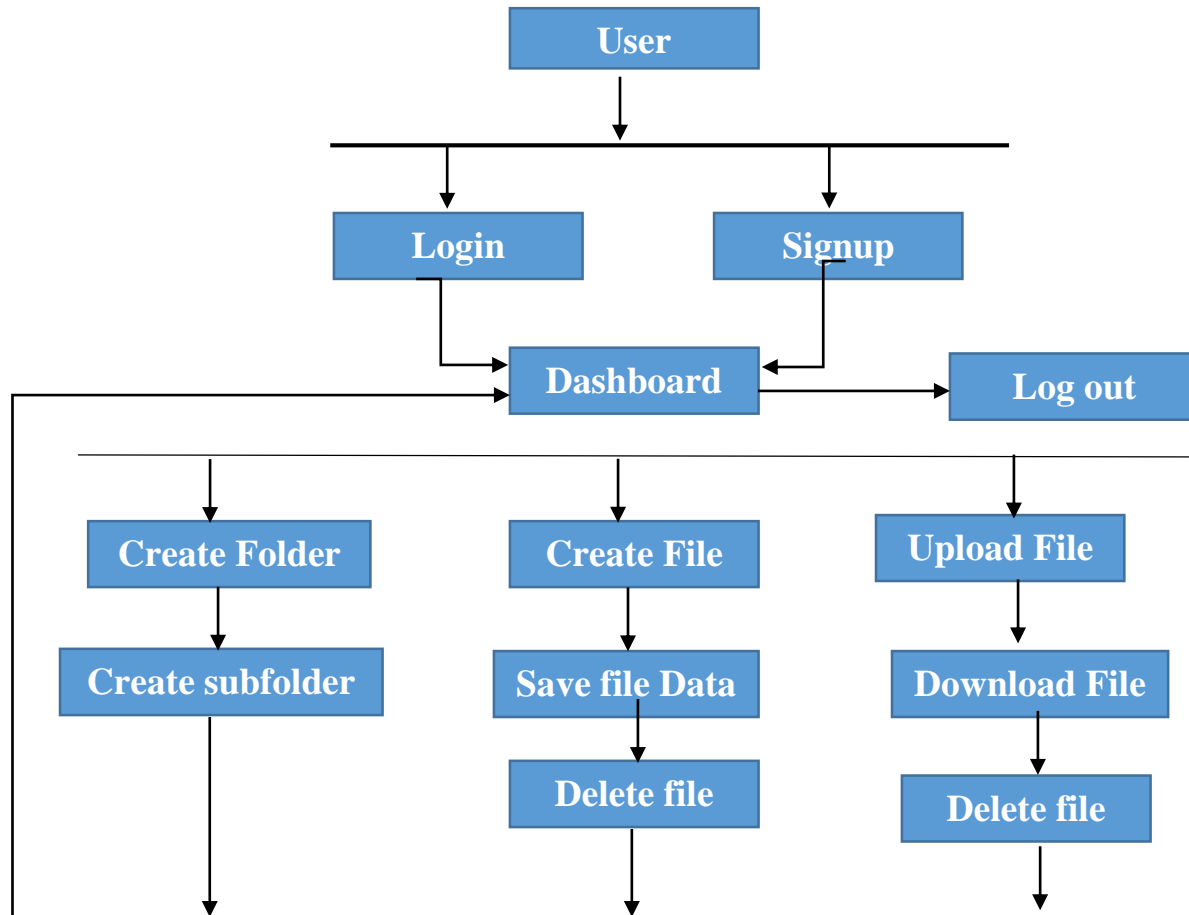 User
Login
Signup
Dashboard
Log out
Create Folder
Create File
Upload File
Create subfolder
Save file Data
Download File
Delete file
Delete file